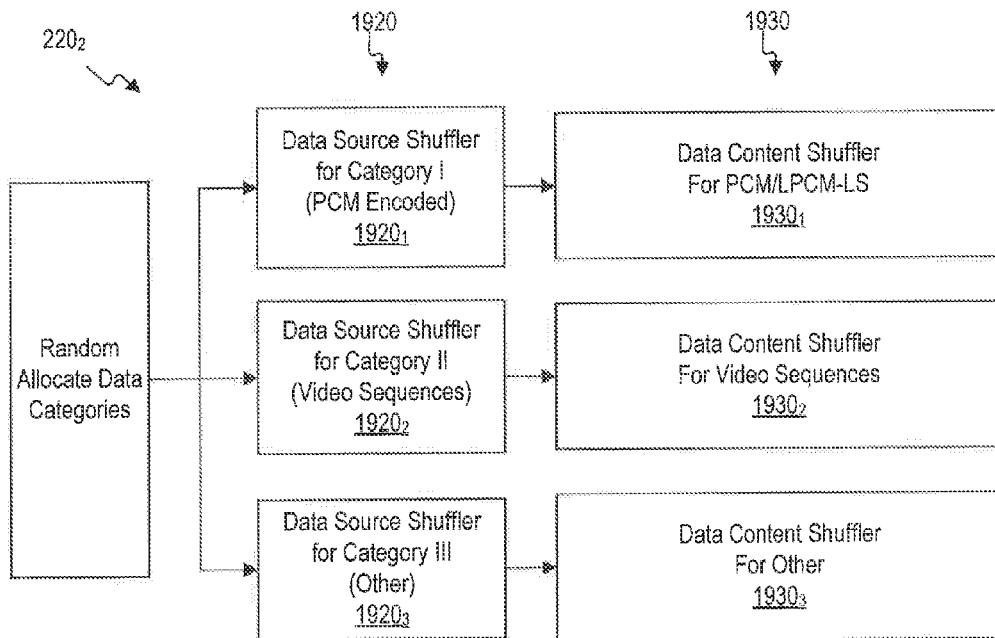 220₂
1920
1930
Random
Allocate Data
Categories
Data Source Shuffler
for Category I
(PCM Encoded)
1920₁
Data Content Shuffler
For PCM/LPCM-LS
1930₁
Data Source Shuffler
for Category II
(Video Sequences)
1920₂
Data Content Shuffler
For Video Sequences
1930₂
Data Source Shuffler
for Category III
(Other)
1920₃
Data Content Shuffler
For Other
1930₃